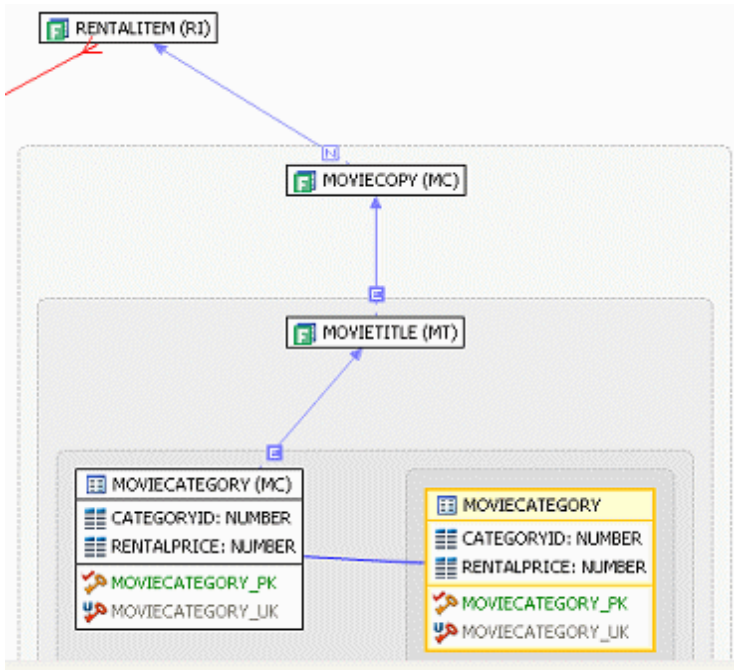 RENTALITEM (RI)
N
MOVIECOPY (MC)
E
MOVIETITLE (MT)
E
MOVIECATEGORY (MC)
CATEGORYID: NUMBER
RENTALPRICE: NUMBER
MOVIECATEGORY_PK
MOVIECATEGORY_UK
MOVIECATEGORY
CATEGORYID: NUMBER
RENTALPRICE: NUMBER
MOVIECATEGORY_PK
MOVIECATEGORY_UK